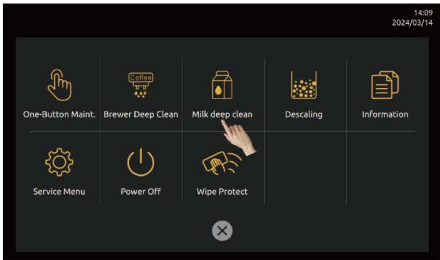 14:09
2024/03/14
Coffee
One-Button Maint. Brewer Deep Clean Milk deep clean Descaling Information
Service Menu Power Off Wipe Protect